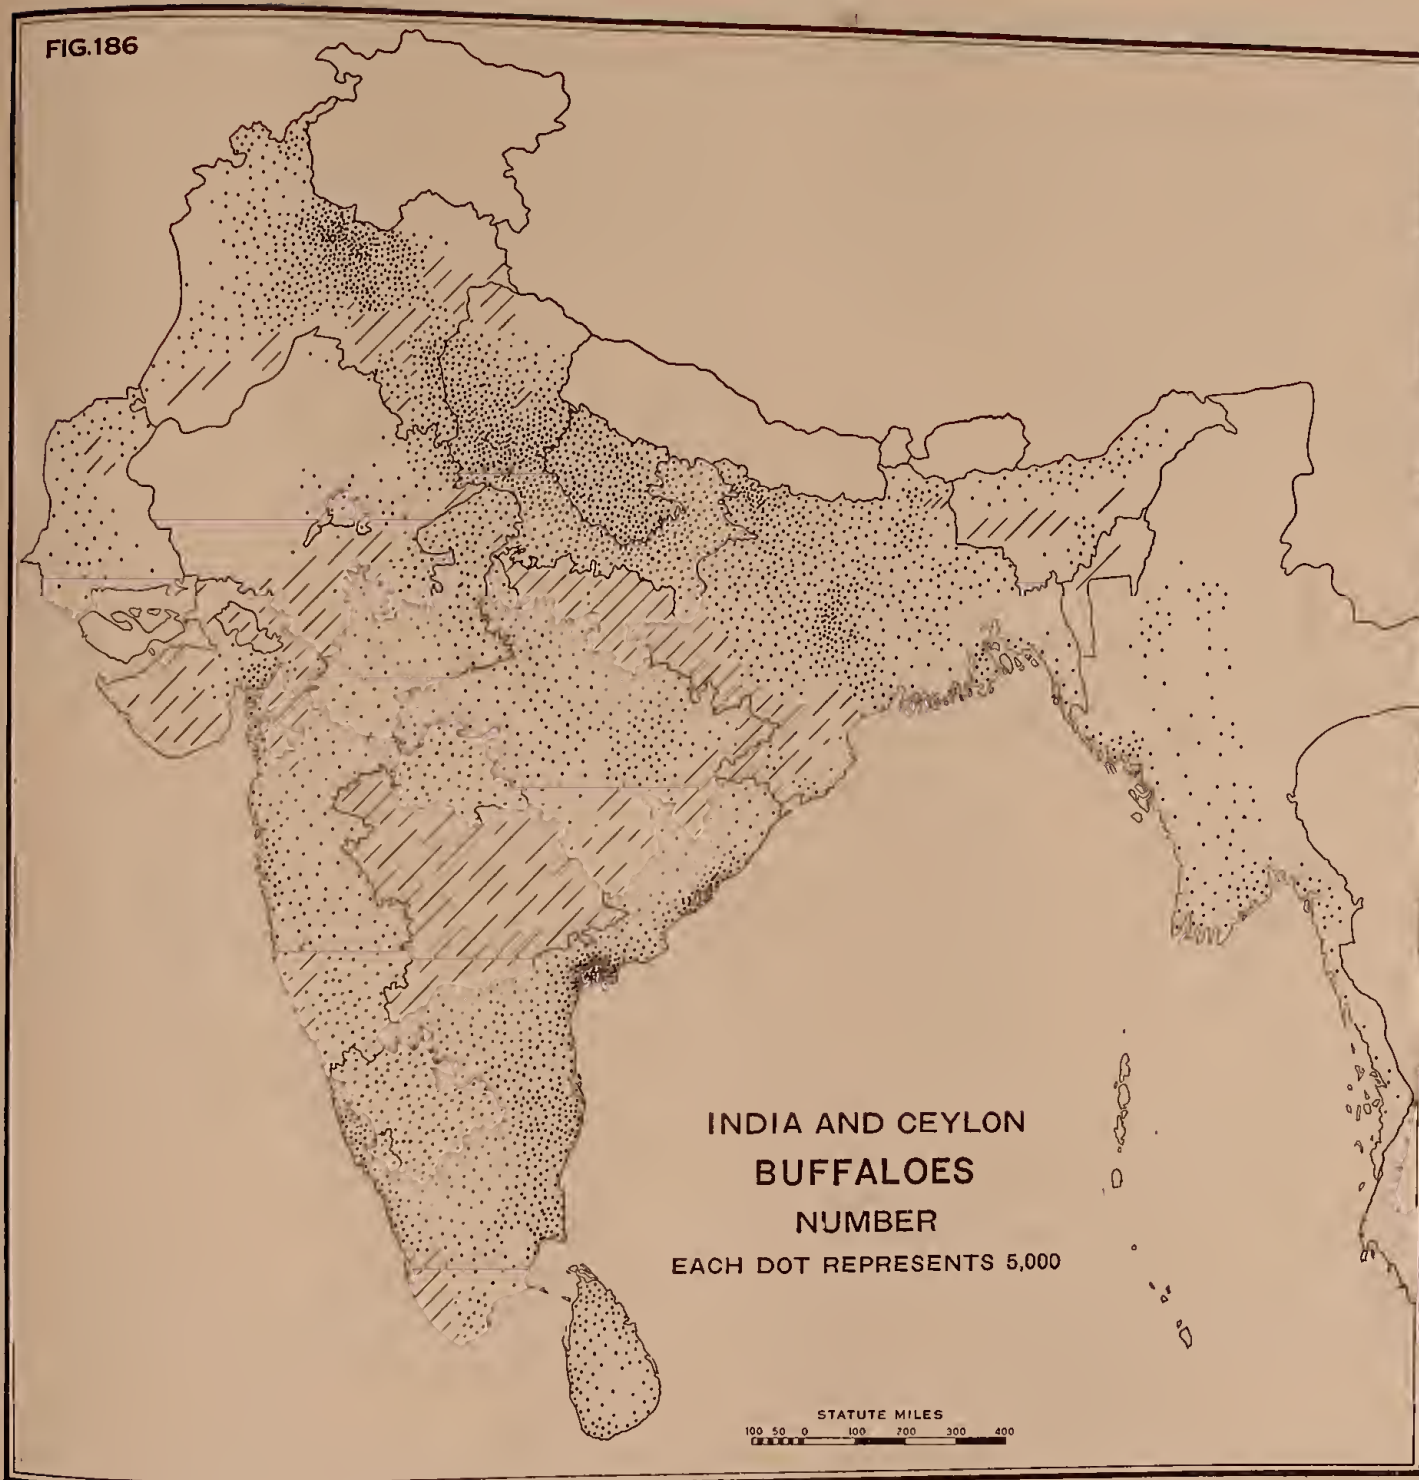 FIG.186
INDIA AND CEYLON
BUFFALOES
NUMBER
EACH DOT REPRESENTS 5,000
STATUTE MILES
100 50 0 100 200 300 400